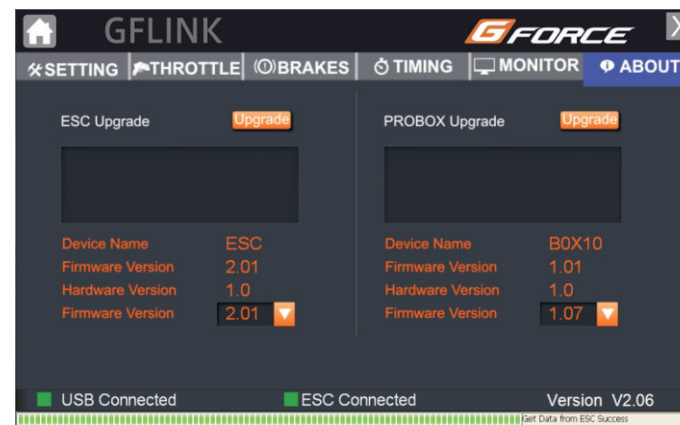 GFLINK GFORCE X
SETTING THROTTLE BRAKES TIMING MONITOR ABOUT
ESC Upgrade Upgrade PROBOX Upgrade Upgrade
Device Name ESC Device Name B0X10
Firmware Version 2.01 Firmware Version 1.01
Hardware Version 1.0 Hardware Version 1.0
Firmware Version 2.01 Firmware Version 1.07
USB Connected ESC Connected Version V2.06
Get Data from ESC Success